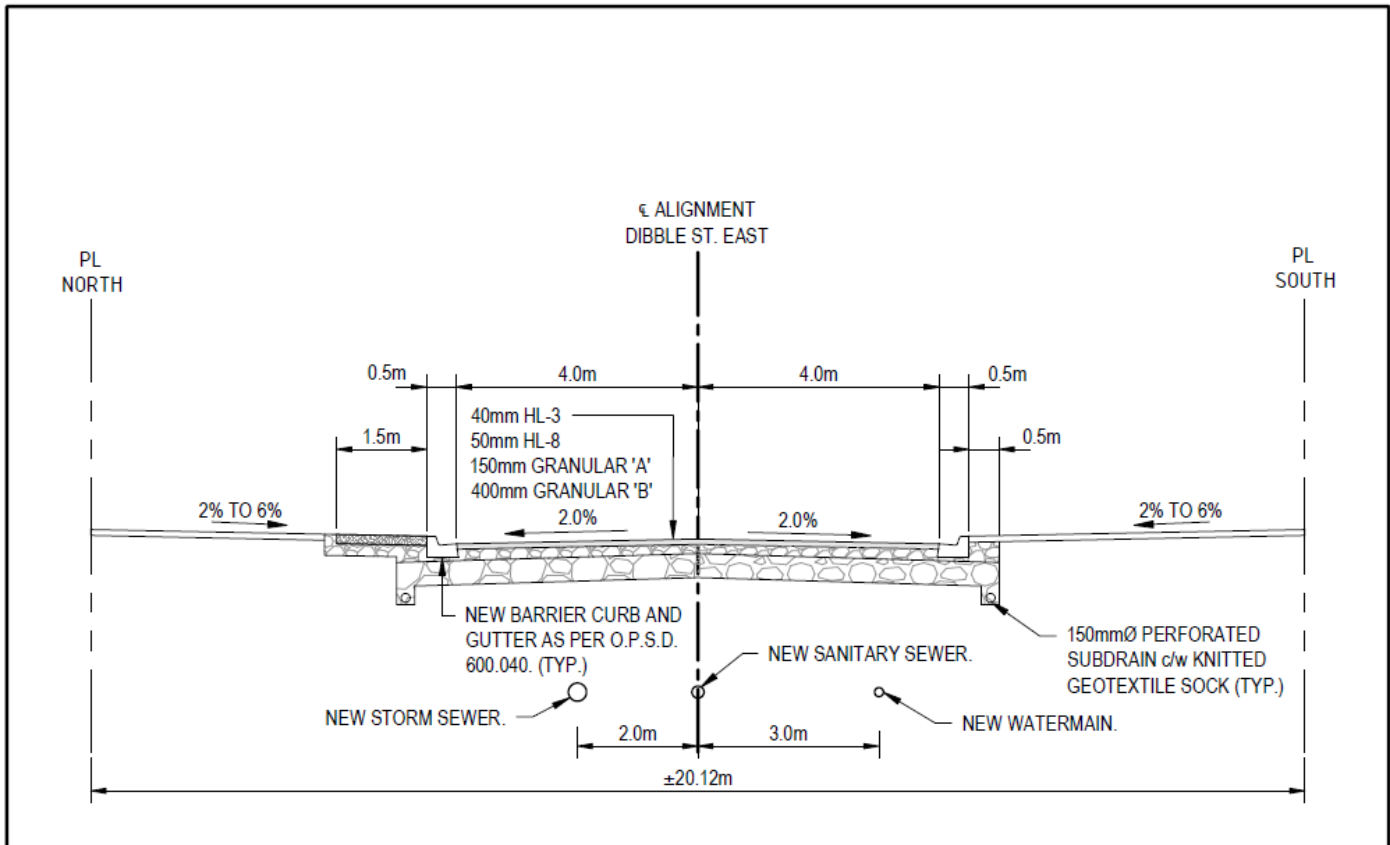 ℄ ALIGNMENT
DIBBLE ST. EAST
PL
NORTH
PL
SOUTH
0.5m
4.0m
4.0m
0.5m
40mm HL-3
50mm HL-8
150mm GRANULAR 'A'
400mm GRANULAR 'B'
1.5m
0.5m
2% TO 6%
2.0%
2.0%
2% TO 6%
NEW BARRIER CURB AND
GUTTER AS PER O.P.S.D.
600.040. (TYP.)
NEW SANITARY SEWER.
150mmØ PERFORATED
SUBDRAIN c/w KNITTED
GEOTEXTILE SOCK (TYP.)
NEW STORM SEWER.
NEW WATERMAIN.
2.0m
3.0m
±20.12m